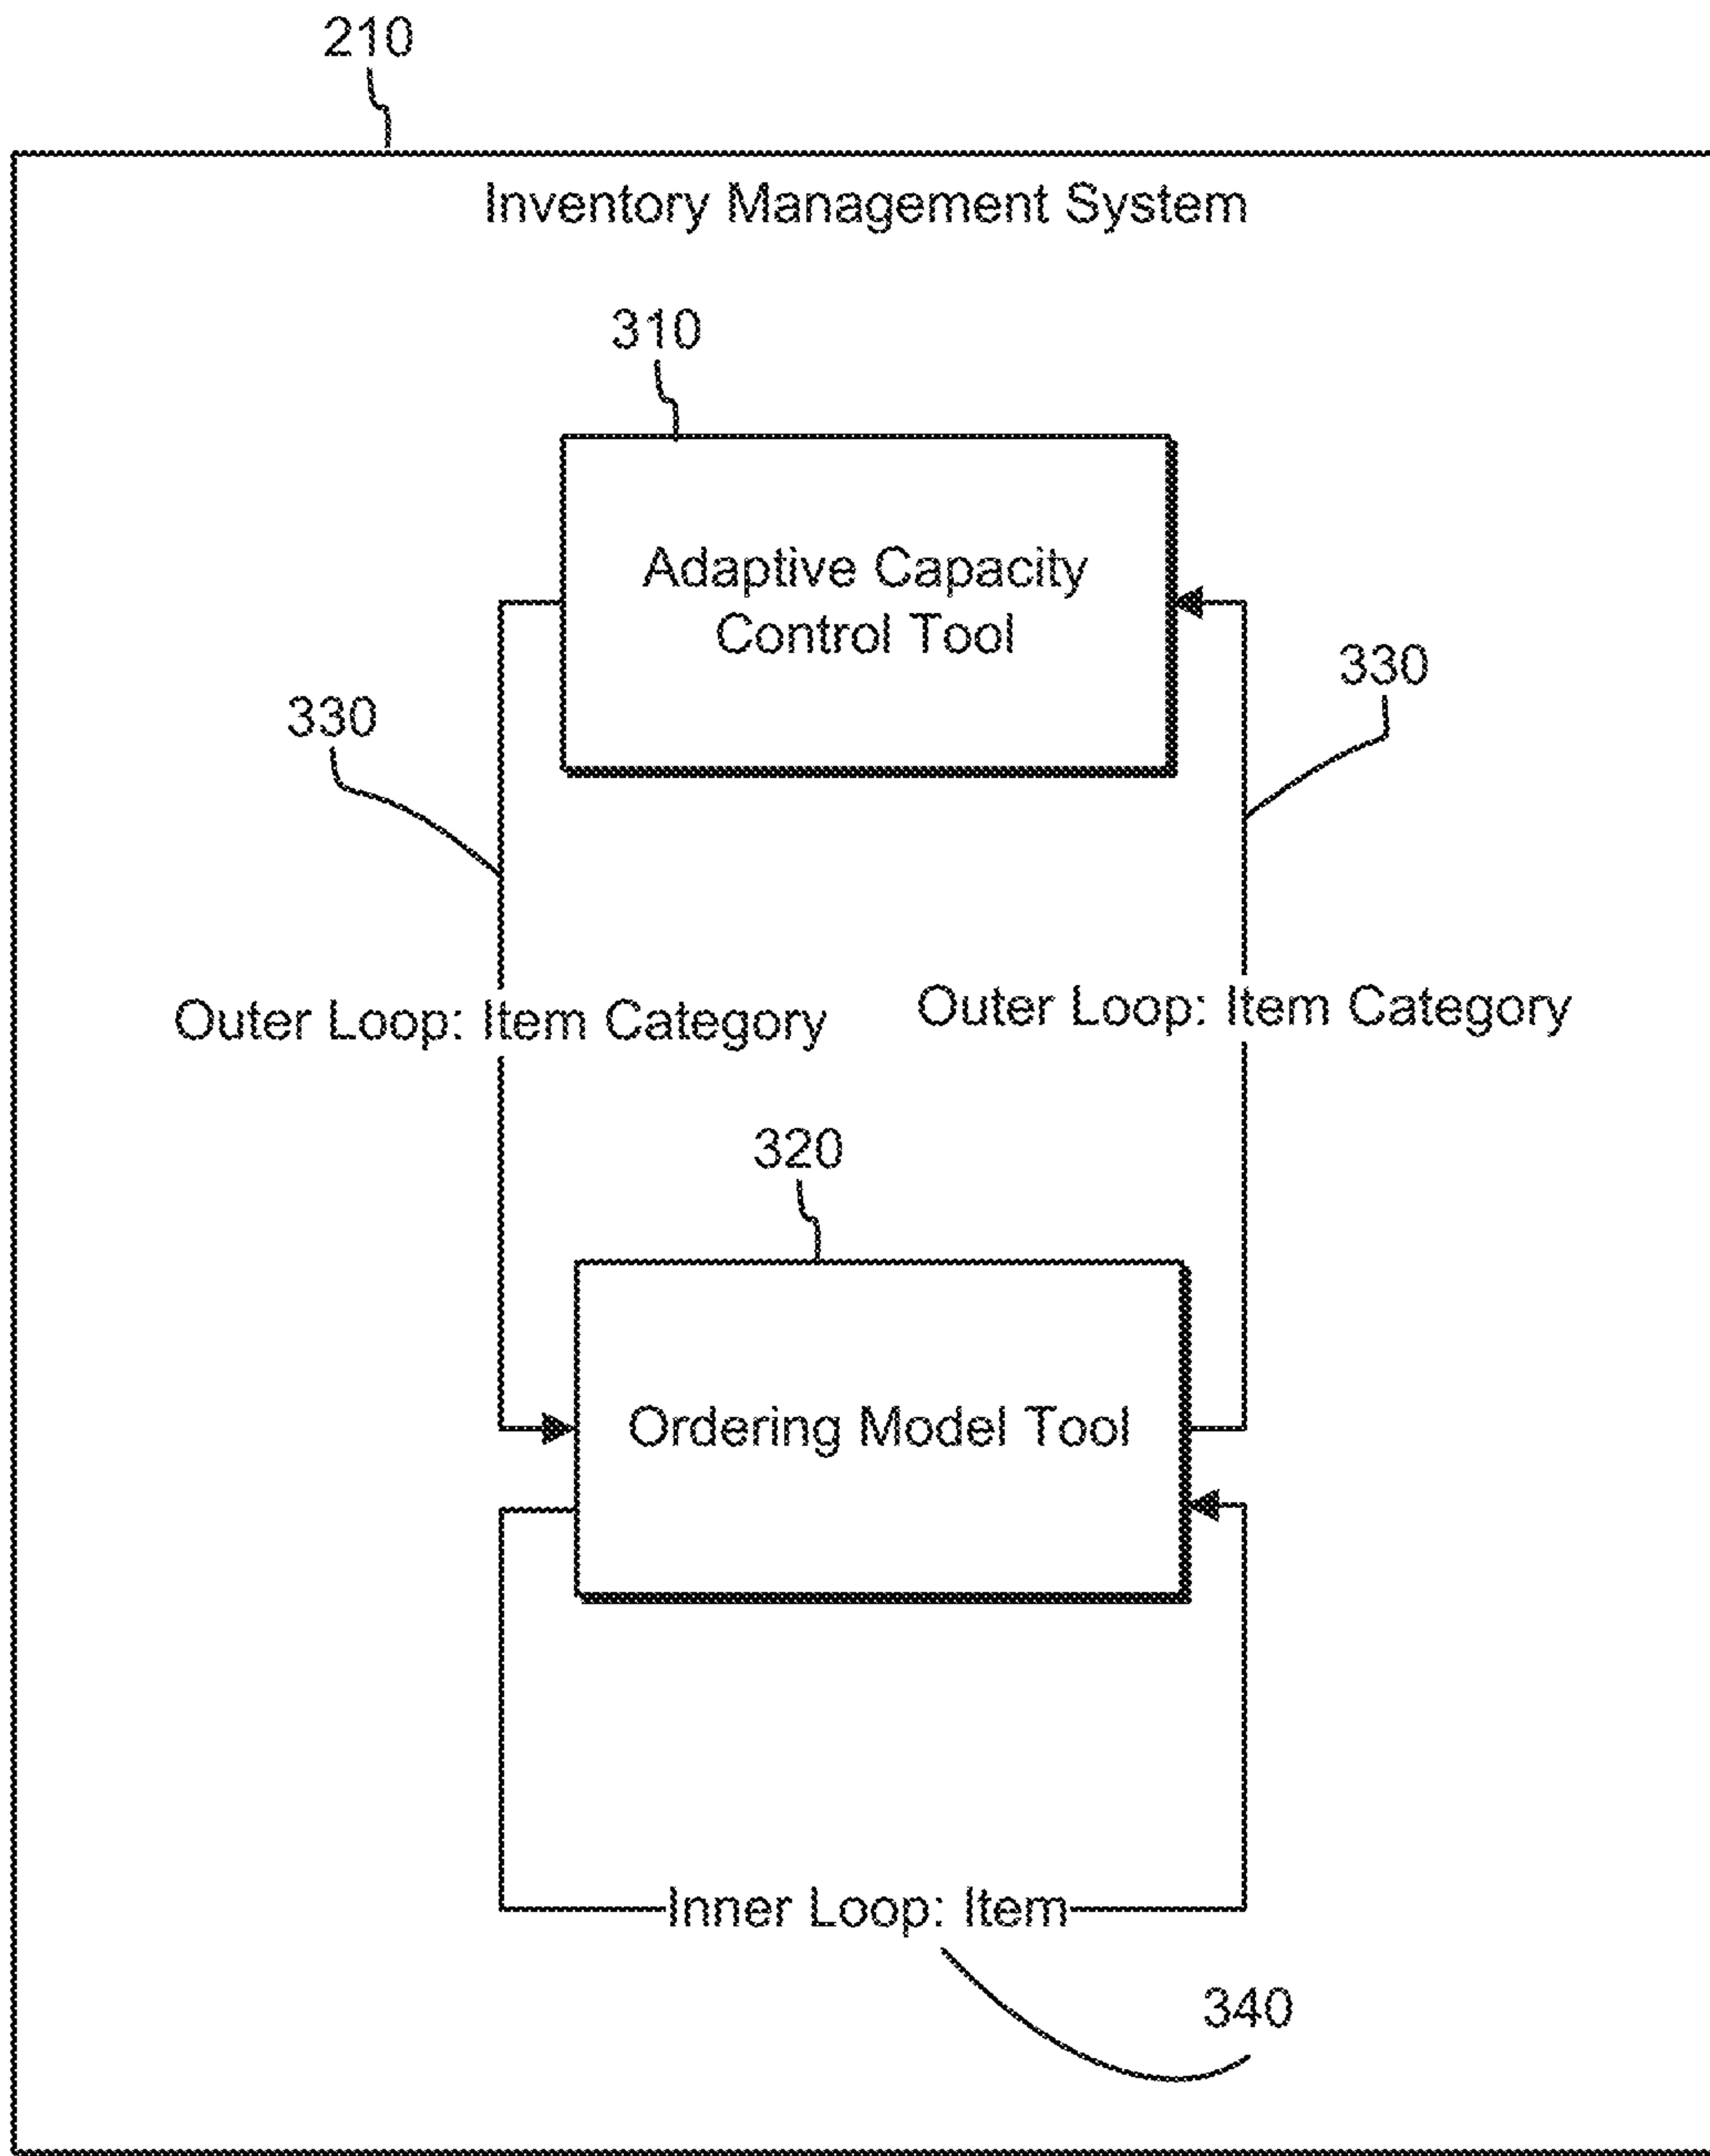 210
Inventory Management System
310
Adaptive Capacity
Control Tool
330
330
Outer Loop: Item Category
Outer Loop: Item Category
320
Ordering Model Tool
Inner Loop: Item
340